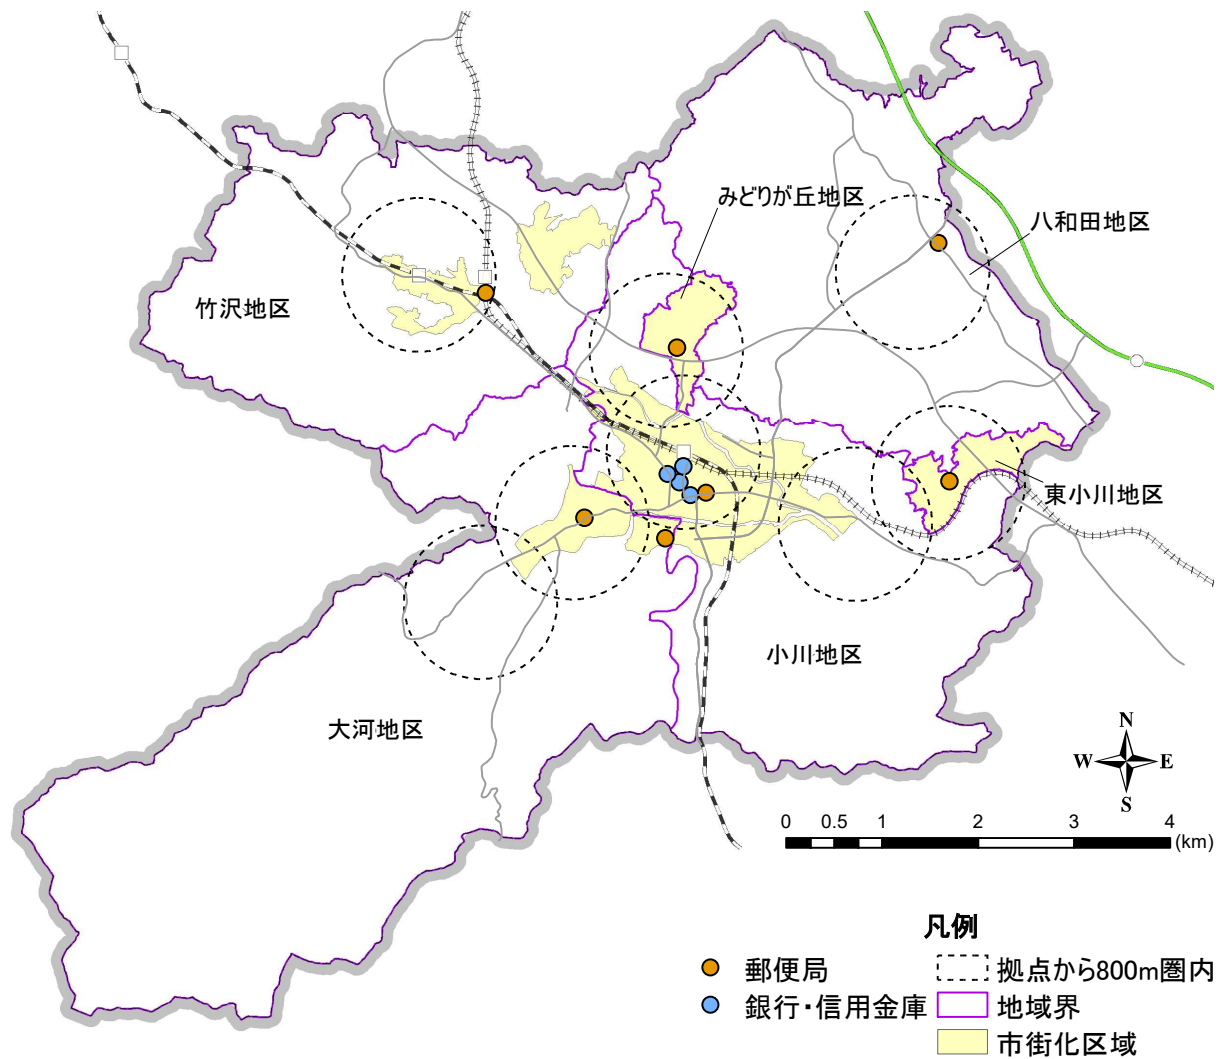 みどりが丘地区
八和田地区
竹沢地区
東小川地区
小川地区
大河地区
N
W E
S
0 0.5 1 2 3 4
(km)
凡例
郵便局
拠点から800m圏内
銀行・信用金庫
地域界
市街化区域